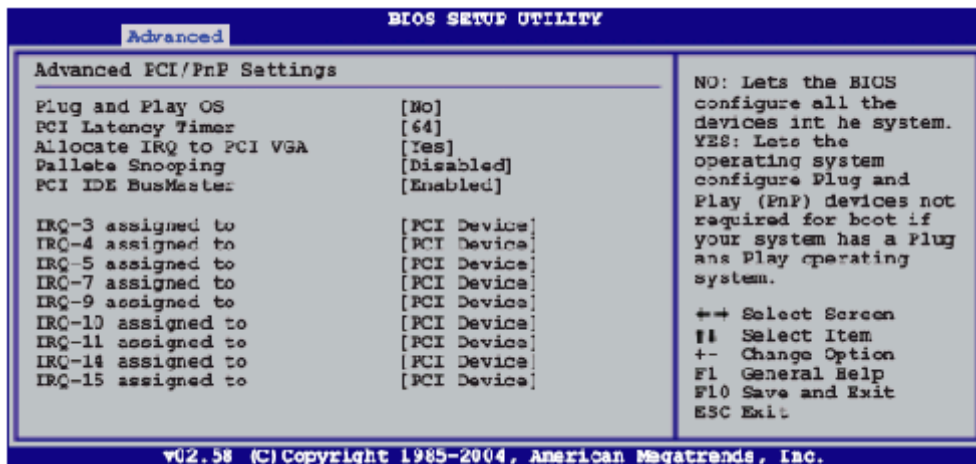 BIOS SETUP UTILITY
Advanced
Advanced PCI/PnP Settings
Plug and Play OS [No]
PCI Latency Timer [64]
Allocate IRQ to PCI VGA [Yes]
Pallete Snooping [Disabled]
PCI IDE BusMaster [Enabled]
IRQ-3 assigned to [PCI Device]
IRQ-4 assigned to [PCI Device]
IRQ-5 assigned to [PCI Device]
IRQ-7 assigned to [PCI Device]
IRQ-9 assigned to [PCI Device]
IRQ-10 assigned to [PCI Device]
IRQ-11 assigned to [PCI Device]
IRQ-14 assigned to [PCI Device]
IRQ-15 assigned to [PCI Device]
NO: Lets the BIOS
configure all the
devices int he system.
YES: Lets the
operating system
configure Plug and
Play (PnP) devices not
required for boot if
your system has a Plug
ans Play operating
system.
←→ Select Screen
↑↓ Select Item
+- Change Option
F1 General Help
F10 Save and Exit
ESC Exit
v02.58 (C)Copyright 1985-2004, American Megatrends, Inc.